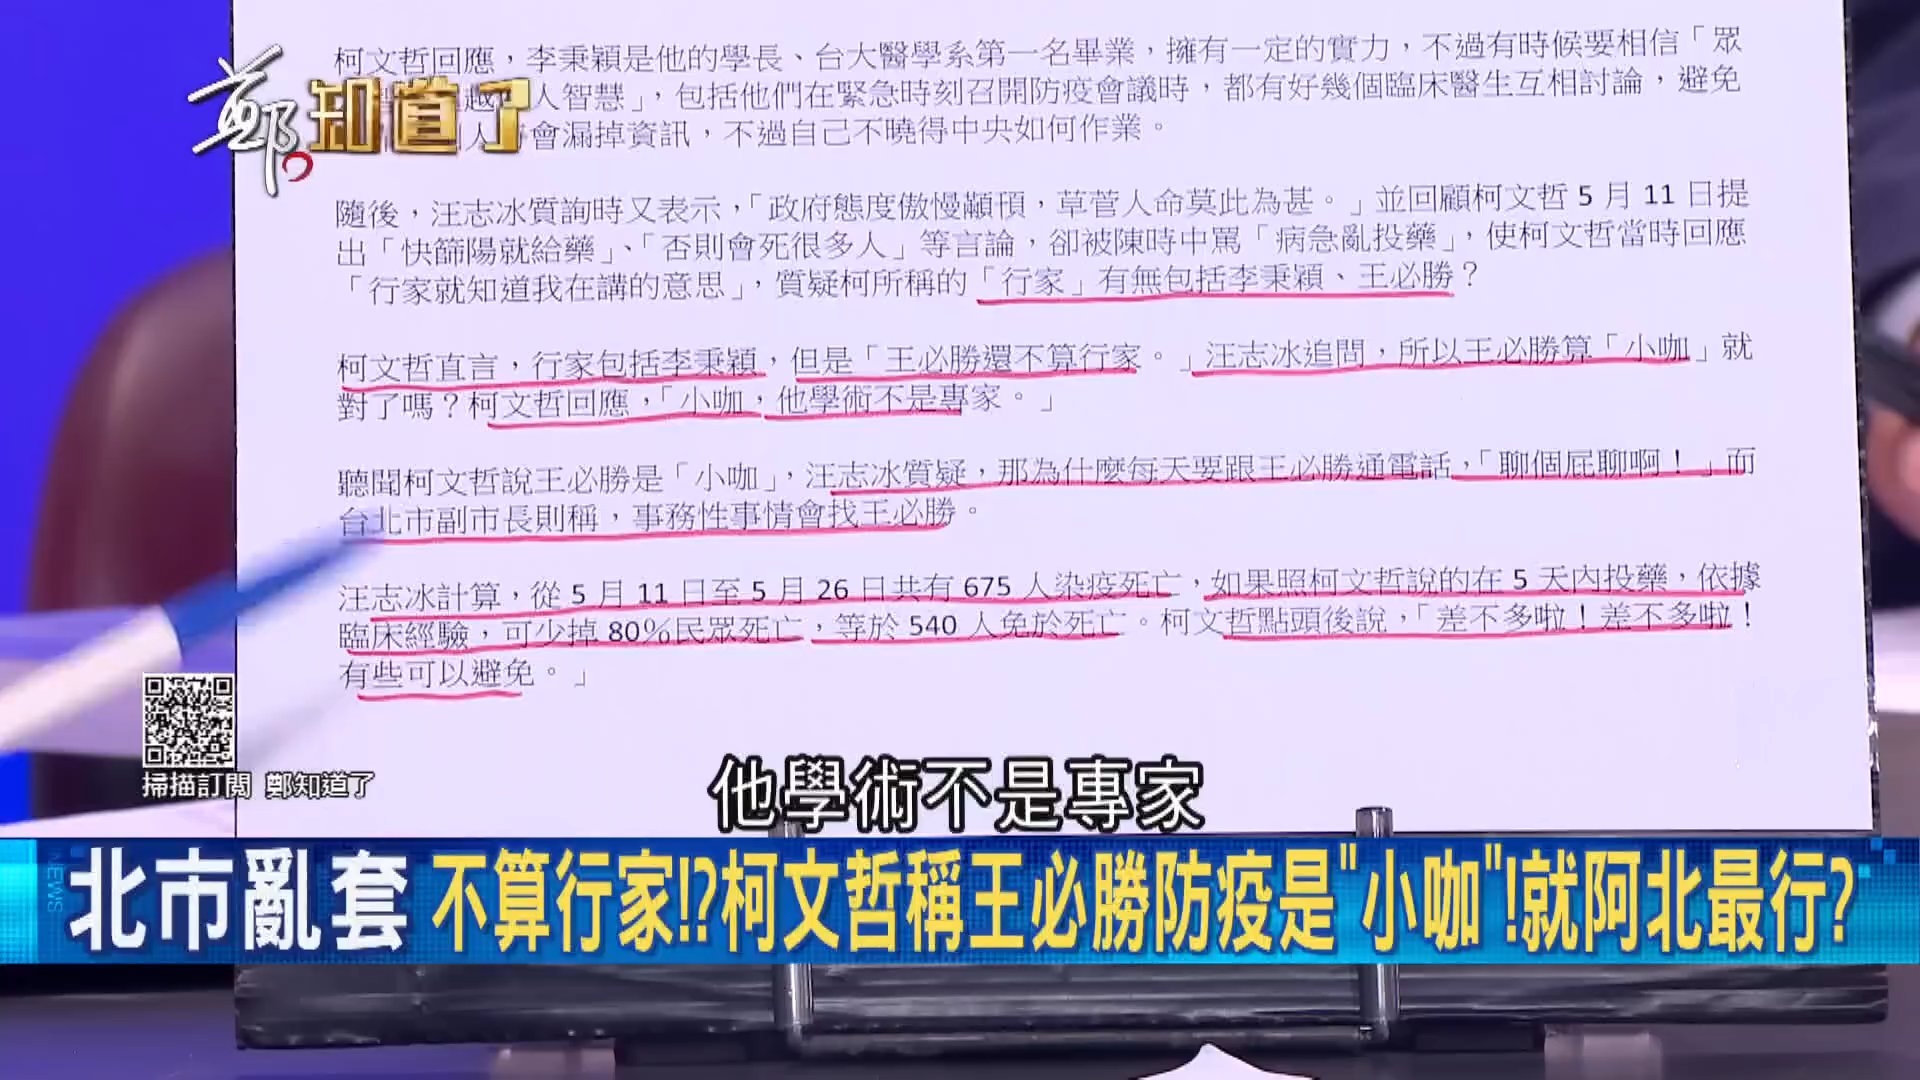 柯文哲回應，李秉穎是他的學長、台大醫學系第一名畢業，擁有一定的實力，不過有時候要相信「眾
越 人智慧」，包括他們在緊急時刻召開防疫會議時，都有好幾個臨床醫生互相討論，避免
人 會漏掉資訊，不過自己不曉得中央如何作業。
鄭知道了
隨後，汪志冰質詢時又表示，「政府態度傲慢顢頇，草菅人命莫此為甚。」並回顧柯文哲 5 月 11 日提
出「快篩陽就給藥」、「否則會死很多人」等言論，卻被陳時中罵「病急亂投藥」，使柯文哲當時回應
「行家就知道我在講的意思」，質疑柯所稱的「行家」有無包括李秉穎、王必勝？
柯文哲直言，行家包括李秉穎，但是「王必勝還不算行家。」汪志冰追問，所以王必勝算「小咖」就
對了嗎？柯文哲回應，「小咖，他學術不是專家。」
聽聞柯文哲說王必勝是「小咖」，汪志冰質疑，那為什麼每天要跟王必勝通電話，「聊個屁聊啊！」而
台北市副市長則稱，事務性事情會找王必勝。
汪志冰計算，從 5 月 11 日至 5 月 26 日共有 675 人染疫死亡，如果照柯文哲說的在 5 天內投藥，依據
臨床經驗，可少掉 80%民眾死亡，等於 540 人免於死亡。柯文哲點頭後說，「差不多啦！差不多啦！
有些可以避免。」
掃描訂閱 鄭知道了
他學術不是專家
NEWS
北市亂套 不算行家!?柯文哲稱王必勝防疫是"小咖"!就阿北最行?